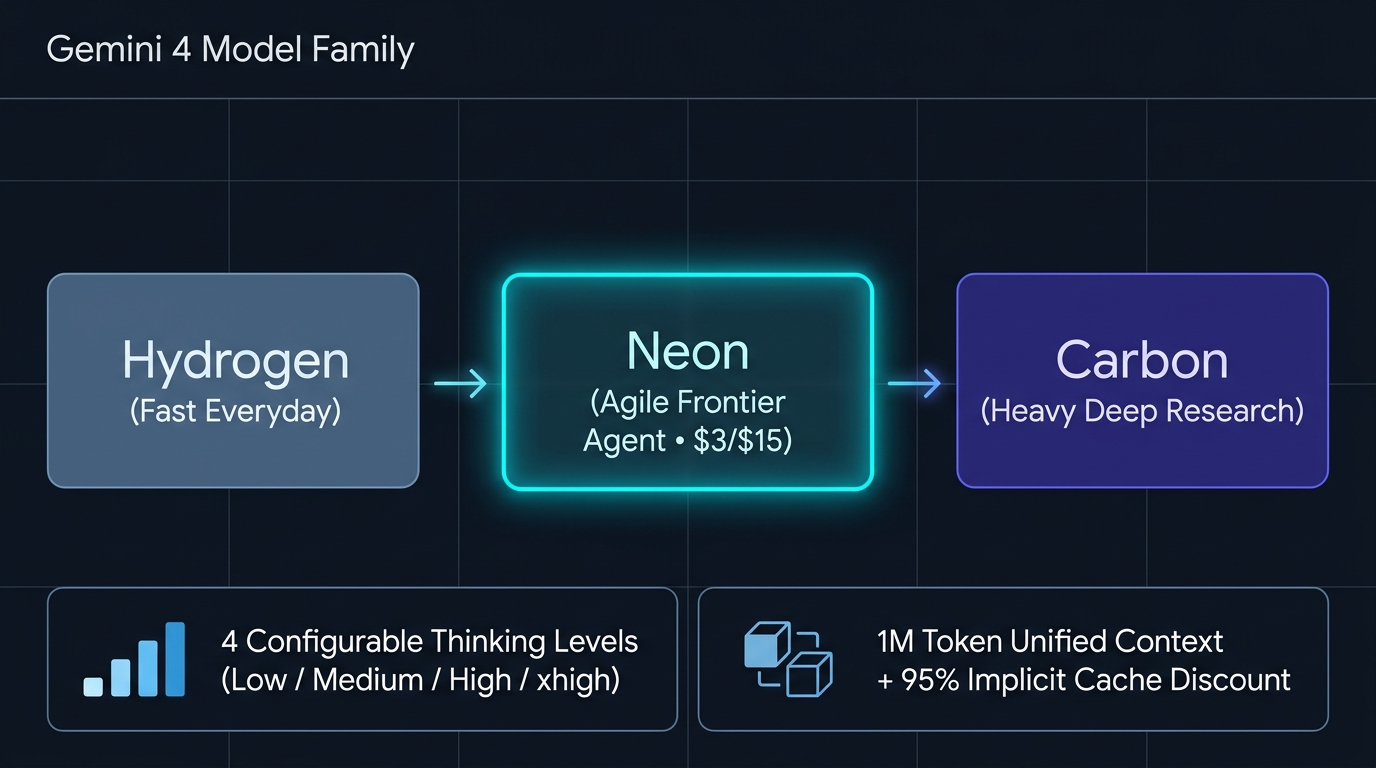 Gemini 4 Model Family
Hydrogen
(Fast Everyday)
Neon
(Agile Frontier
Agent • $3/$15)
Carbon
(Heavy Deep Research)
4 Configurable Thinking Levels
(Low / Medium / High / xhigh)
1M Token Unified Context
+ 95% Implicit Cache Discount